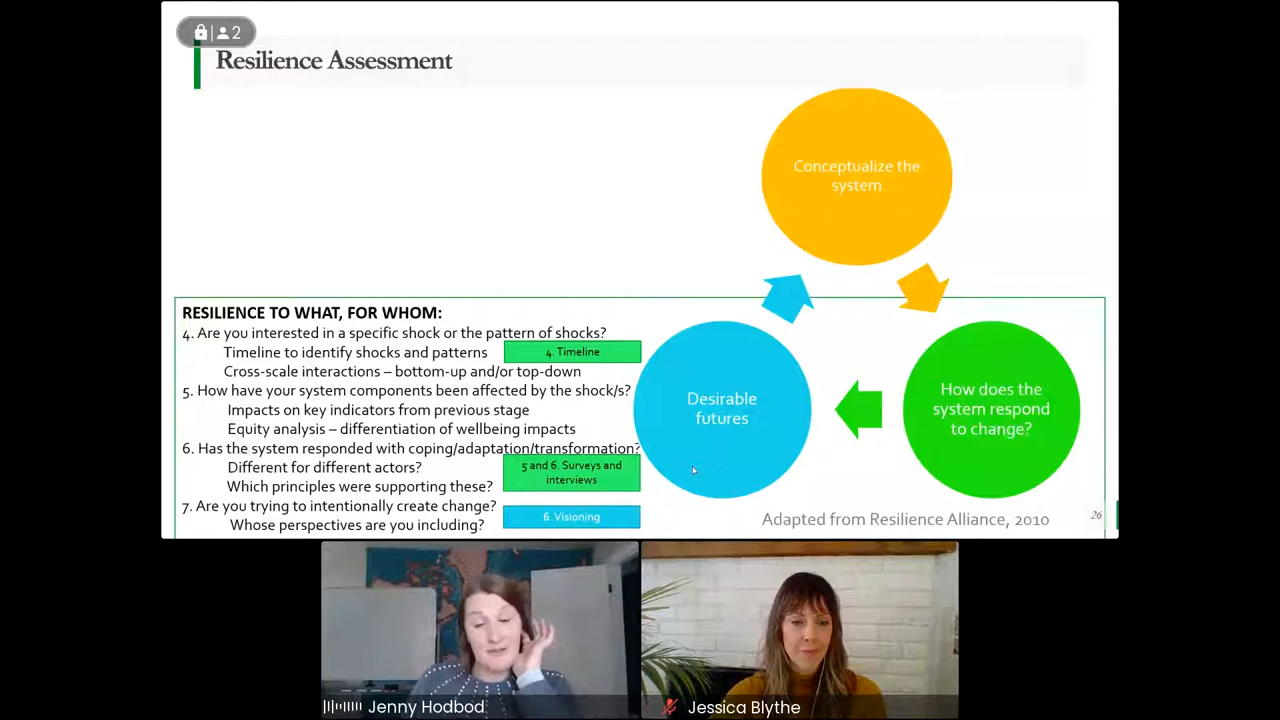 2
Resilience Assessment
Conceptualize the
system
RESILIENCE TO WHAT, FOR WHOM:
4. Are you interested in a specific shock or the pattern of shocks?
Timeline to identify shocks and patterns
4. Timeline
Cross-scale interactions – bottom-up and/or top-down
5. How have your system components been affected by the shock/s?
Impacts on key indicators from previous stage
Equity analysis – differentiation of wellbeing impacts
6. Has the system responded with coping/adaptation/transformation?
Different for different actors?
Which principles were supporting these?
5 and 6. Surveys and
interviews
7. Are you trying to intentionally create change?
Whose perspectives are you including?
6 Visioning
Desirable
futures
How does the
system respond
to change?
Adapted from Resilience Alliance, 2010
26
Jenny Hodbod
Jessica Blythe